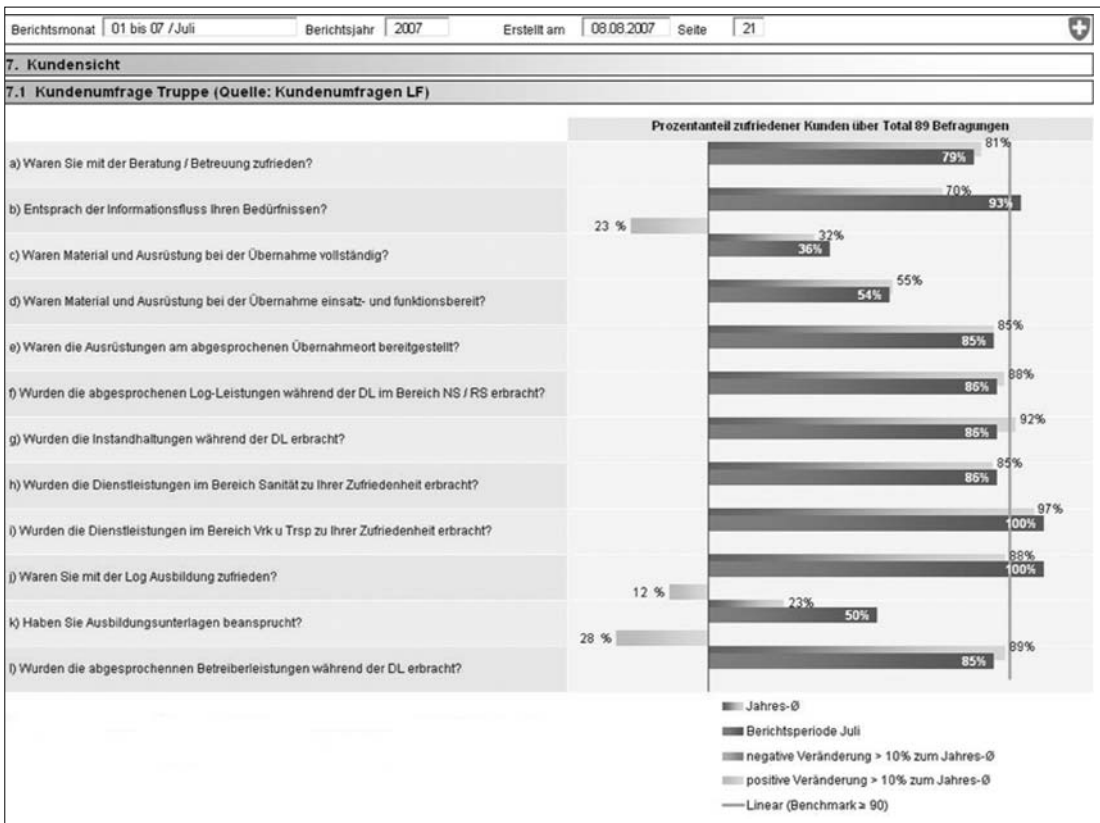 Berichtsmonat 01 bis 07 /Juli Berichtsjahr 2007 Erstellt am 08.08.2007 Seite 21
7. Kundensicht
7.1 Kundenumfrage Truppe (Quelle: Kundenumfragen LF)
Prozentanteil zufriedener Kunden über Total 89 Befragungen
a) Waren Sie mit der Beratung / Betreuung zufrieden?
81%
79%
b) Entsprach der Informationsfluss Ihren Bedürfnissen?
70%
93%
23 %
c) Waren Material und Ausrüstung bei der Übernahme vollständig?
32%
36%
d) Waren Material und Ausrüstung bei der Übernahme einsatz- und funktionsbereit?
55%
54%
e) Waren die Ausrüstungen am abgesprochenen Übernahmeort bereitgestellt?
85%
85%
f) Wurden die abgesprochenen Log-Leistungen während der DL im Bereich NS / RS erbracht?
88%
86%
g) Wurden die Instandhaltungen während der DL erbracht?
92%
86%
h) Wurden die Dienstleistungen im Bereich Sanität zu Ihrer Zufriedenheit erbracht?
85%
86%
i) Wurden die Dienstleistungen im Bereich Vrk u Trsp zu Ihrer Zufriedenheit erbracht?
97%
100%
j) Waren Sie mit der Log Ausbildung zufrieden?
88%
100%
12 %
k) Haben Sie Ausbildungsunterlagen beansprucht?
23%
50%
28 %
l) Wurden die abgesprochennen Betreiberleistungen während der DL erbracht?
89%
85%
Jahres-Ø
Berichtsperiode Juli
negative Veränderung > 10% zum Jahres-Ø
positive Veränderung > 10% zum Jahres-Ø
Linear (Benchmark ≥ 90)